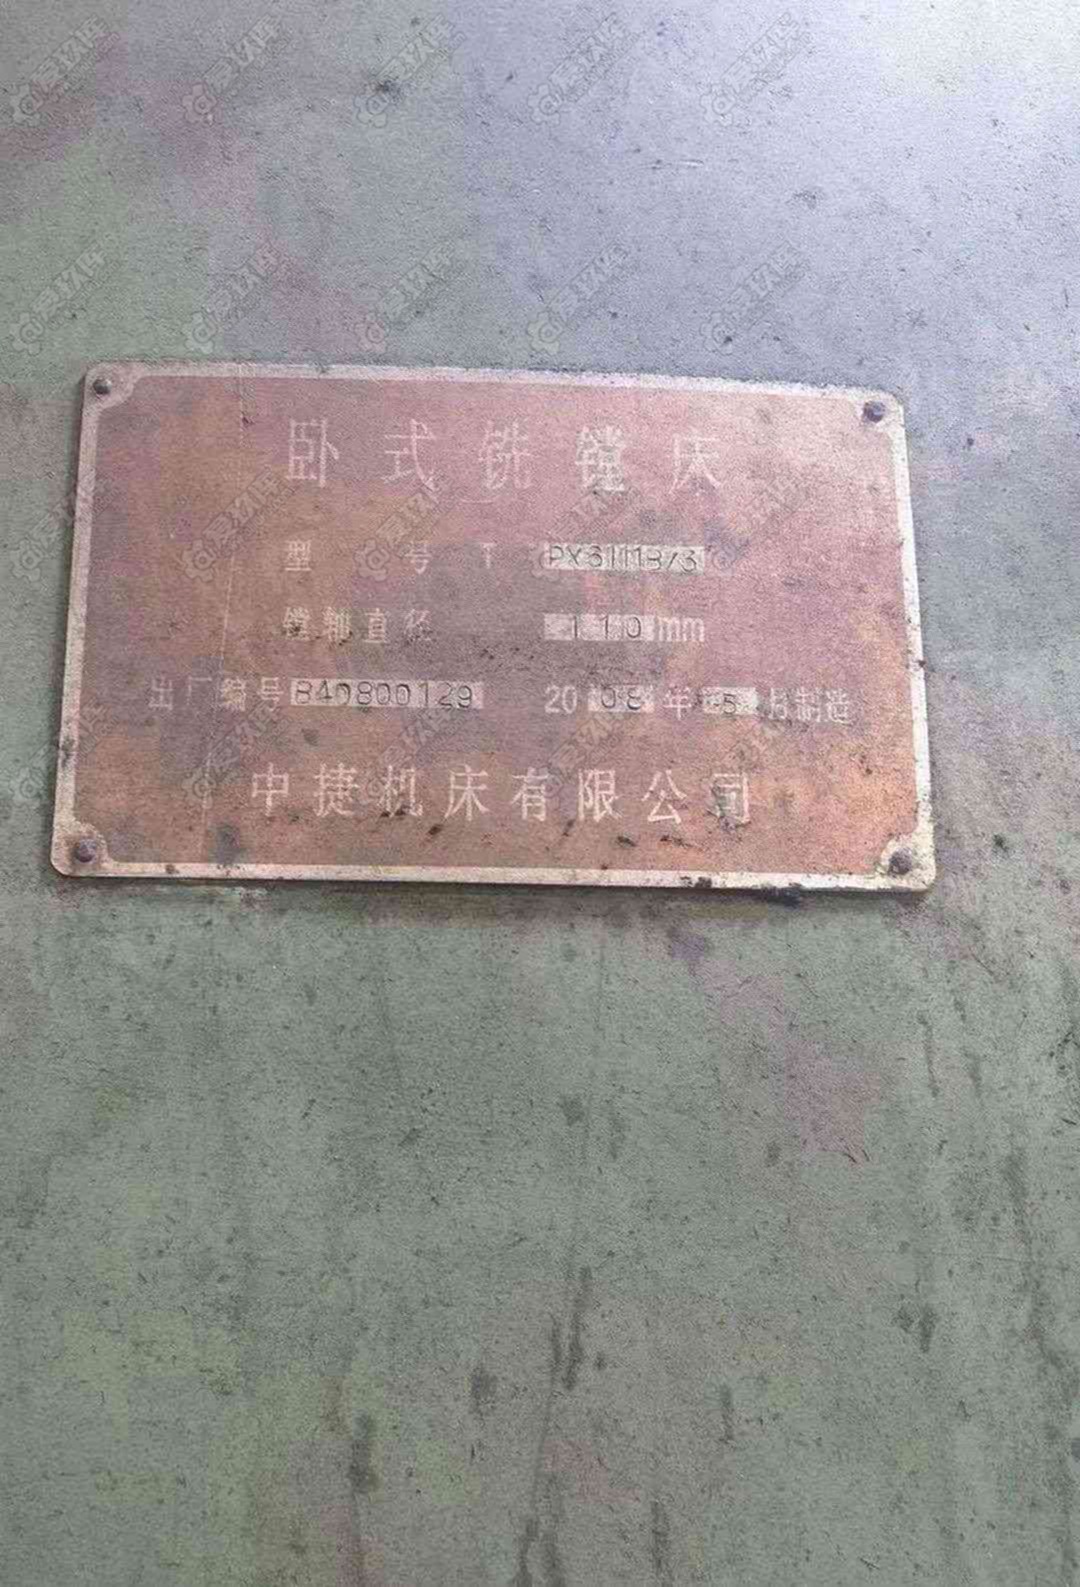 卧式铣镗床
型号 T PX6111B/3
镗轴直径 110 mm
出厂编号 B40800129 2008年5月制造
中捷机床有限公司